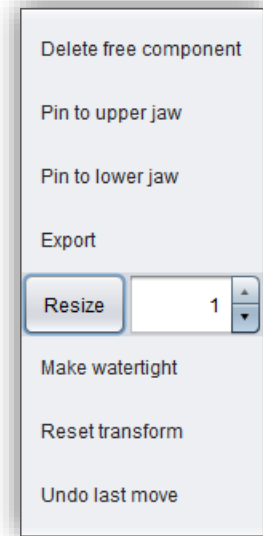 Delete free component
Pin to upper jaw
Pin to lower jaw
Export
Resize 1
Make watertight
Reset transform
Undo last move